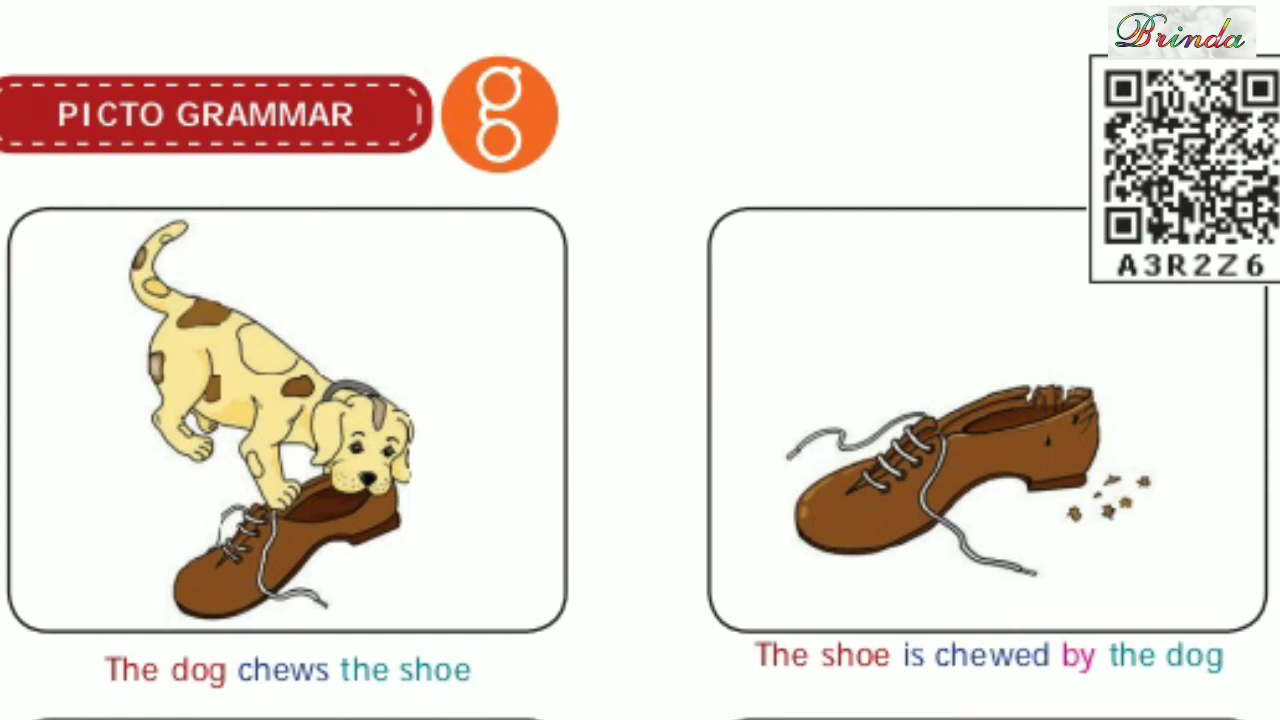 Brinda
PICTO GRAMMAR
g
A3R2Z6
The dog chews the shoe
The shoe is chewed by the dog